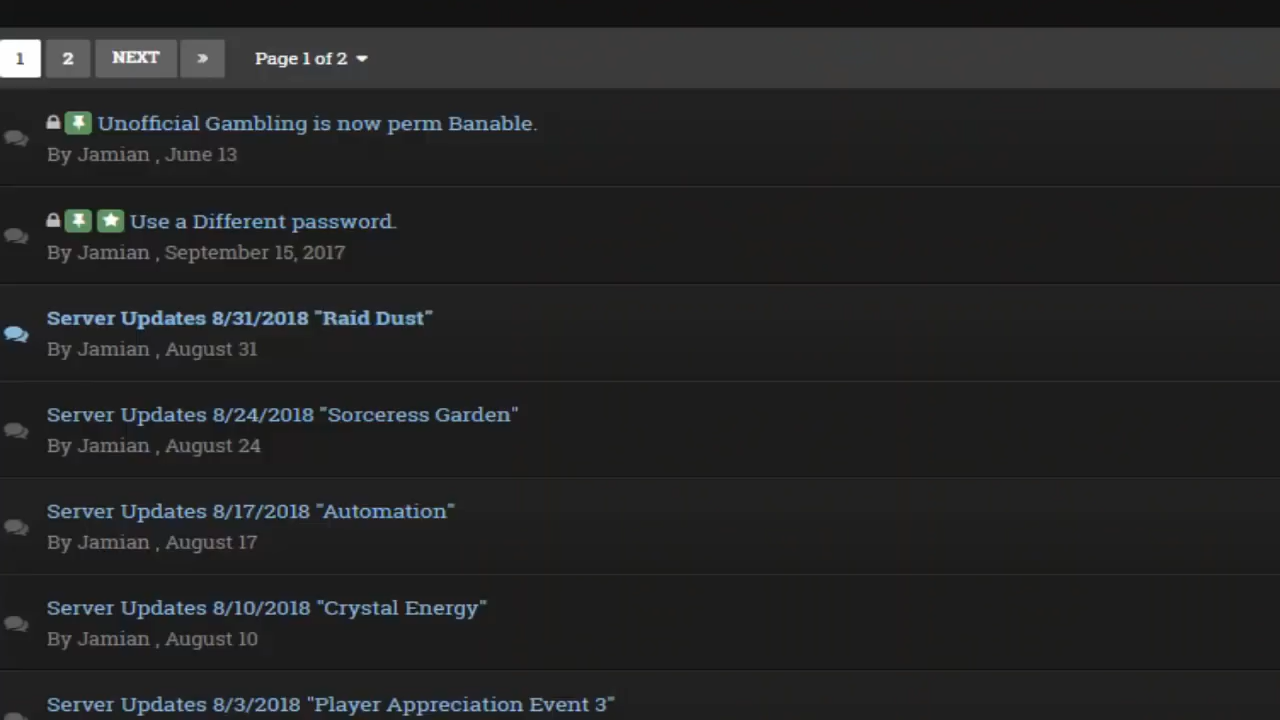 1 2 NEXT » Page 1 of 2
Unofficial Gambling is now perm Banable.
By Jamian , June 13
Use a Different password.
By Jamian , September 15, 2017
Server Updates 8/31/2018 "Raid Dust"
By Jamian , August 31
Server Updates 8/24/2018 "Sorceress Garden"
By Jamian , August 24
Server Updates 8/17/2018 "Automation"
By Jamian , August 17
Server Updates 8/10/2018 "Crystal Energy"
By Jamian , August 10
Server Updates 8/3/2018 "Player Appreciation Event 3"